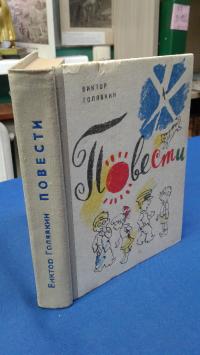 ВИКТОР
ГОЛЯВКИН
Повести
Виктор Голявкин ПОВЕСТИ